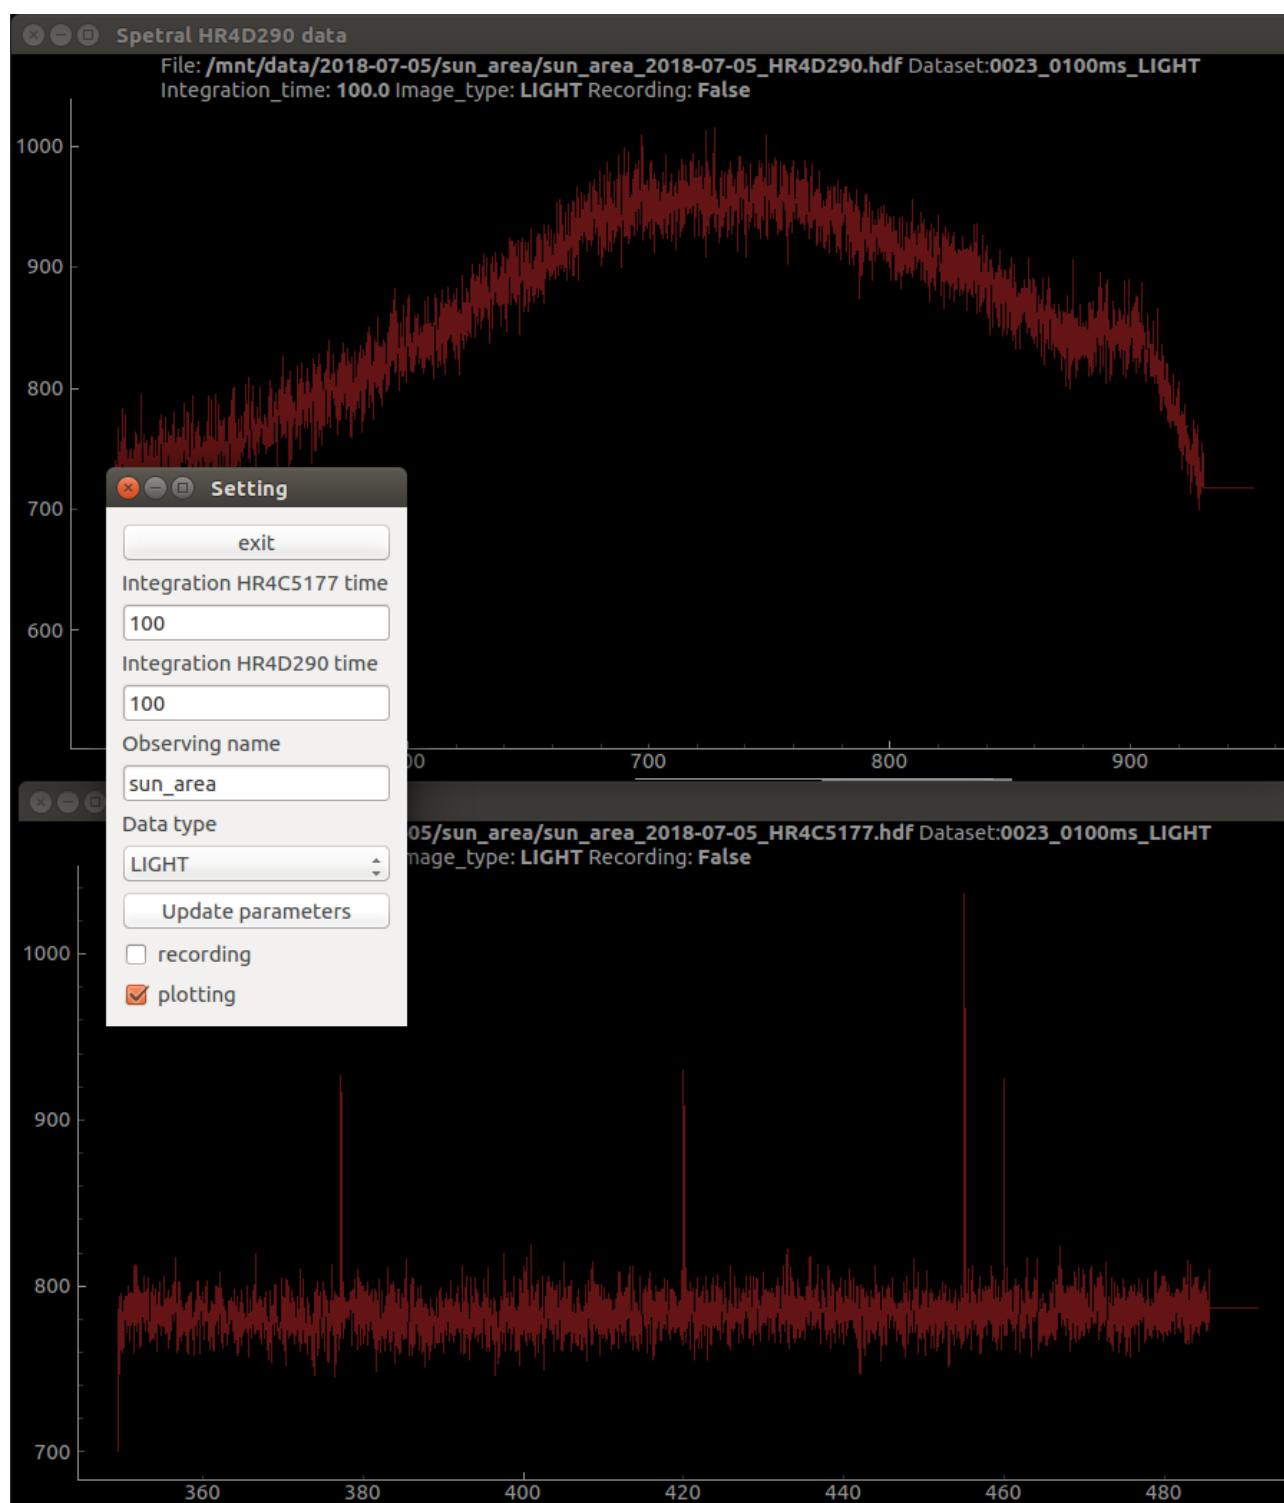 Spetral HR4D290 data
File: /mnt/data/2018-07-05/sun_area/sun_area_2018-07-05_HR4D290.hdf Dataset:0023_0100ms_LIGHT
Integration_time: 100.0 Image_type: LIGHT Recording: False
1000
900
800
700
600
00 700 800 900
Setting
exit
Integration HR4C5177 time
100
Integration HR4D290 time
100
Observing name
sun_area
Data type
LIGHT
Update parameters
recording
plotting
05/sun_area/sun_area_2018-07-05_HR4C5177.hdf Dataset:0023_0100ms_LIGHT
mage_type: LIGHT Recording: False
1000
900
800
700
360 380 400 420 440 460 480